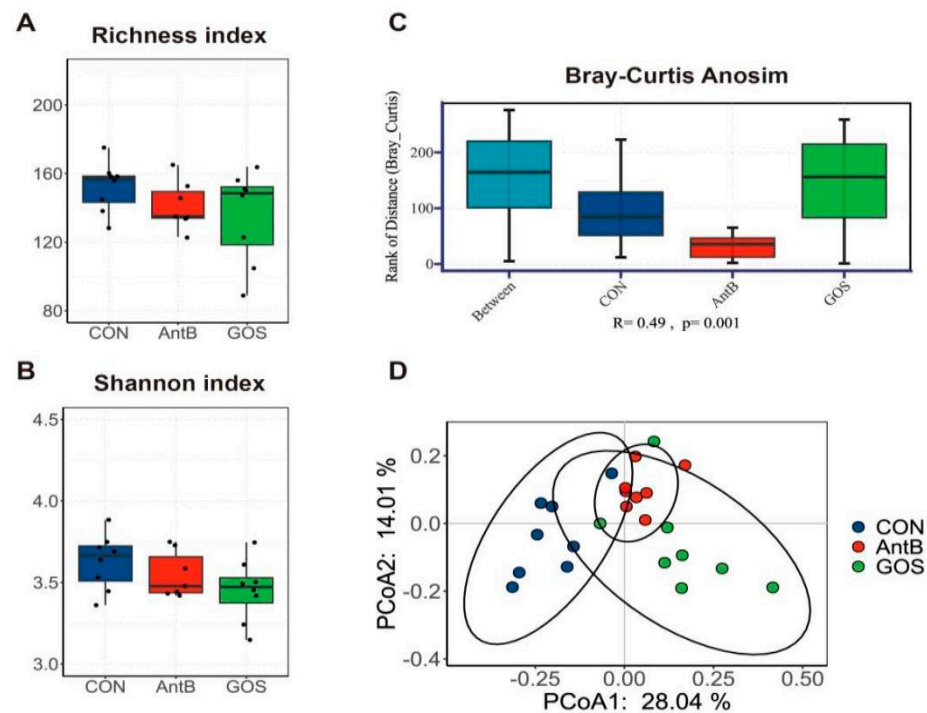 A
Richness index
200
160
120
80
CON AntB GOS
B
Shannon index
4.5
4.0
3.5
3.0
CON AntB GOS
C
Bray-Curtis Anosim
Rank of Distance (Bray_Curtis)
200
100
0
Between CON AntB GOS
R= 0.49 , p= 0.001
D
PCoA2: 14.01 %
0.2
0.0
-0.2
-0.4
-0.25 0.00 0.25 0.50
PCoA1: 28.04 %
CON
AntB
GOS